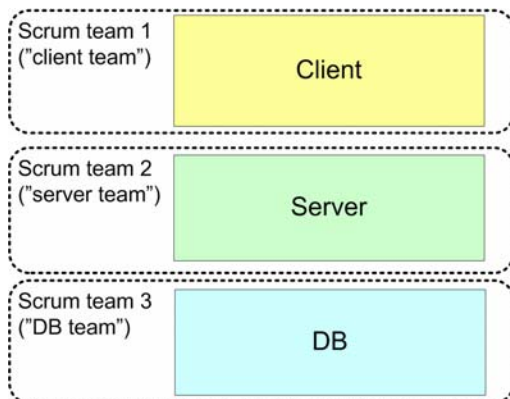 Scrum team 1
(”client team”)
Client
Scrum team 2
(”server team”)
Server
Scrum team 3
(”DB team”)
DB